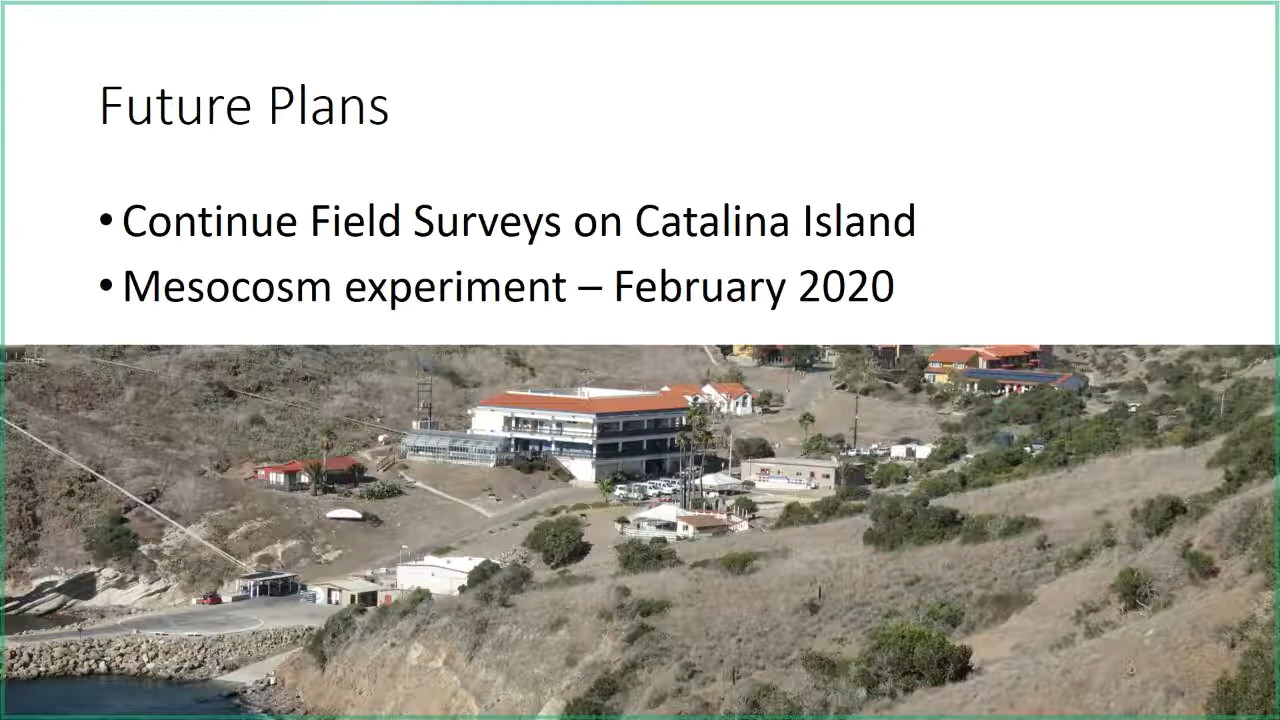 Future Plans
• Continue Field Surveys on Catalina Island
• Mesocosm experiment – February 2020